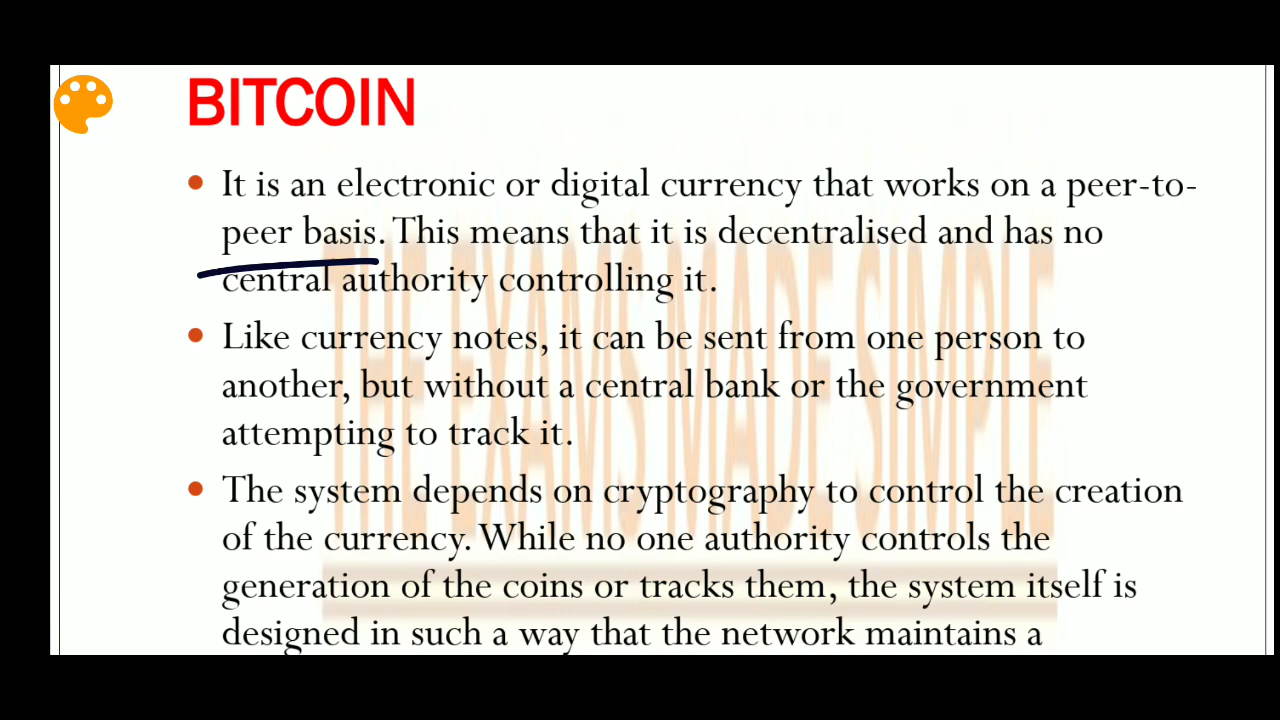 BITCOIN
It is an electronic or digital currency that works on a peer-to-
peer basis. This means that it is decentralised and has no
central authority controlling it.
Like currency notes, it can be sent from one person to
another, but without a central bank or the government
attempting to track it.
The system depends on cryptography to control the creation
of the currency. While no one authority controls the
generation of the coins or tracks them, the system itself is
designed in such a way that the network maintains a
THE EXAMS MADE SIMPLE